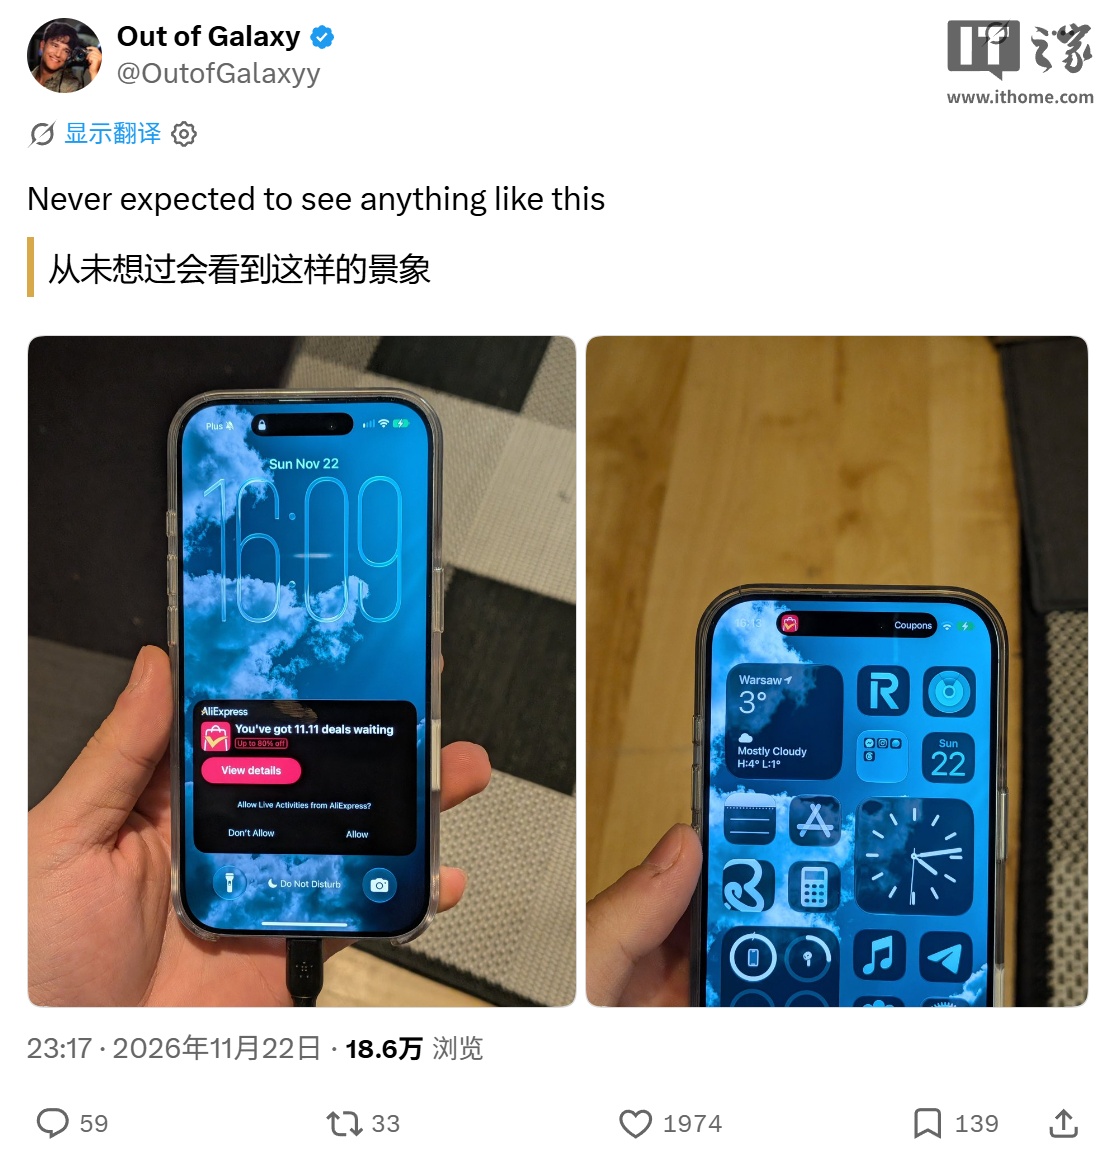 Out of Galaxy
@OutofGalaxyy
IT之家
www.ithome.com
显示翻译
Never expected to see anything like this
从未想过会看到这样的景象
Plus
Sun Nov 22
16:09
AliExpress
You've got 11.11 deals waiting
Up to 80% off
View details
Allow Live Activities from AliExpress?
Don't Allow
Allow
Do Not Disturb
Coupons
Warsaw
3°
Mostly Cloudy
H:4° L:1°
Sun
22
23:17 · 2026年11月22日 · 18.6万 浏览
59
33
1974
139